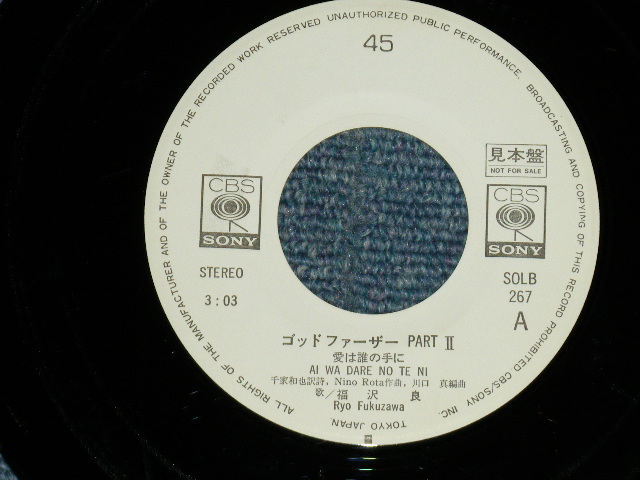 ALL RIGHTS OF THE MANUFACTURER AND OF THE OWNER OF THE RECORDED WORK RESERVED UNAUTHORIZED PUBLIC PERFORMANCE, BROADCASTING AND COPYING OF THIS RECORD PROHIBITED CBS/SONY INC. TOKYO JAPAN
45
見本盤
NOT FOR SALE
CBS
SONY
CBS
SONY
STEREO
3:03
SOLB
267
A
ゴッドファーザー PART Ⅱ
愛は誰の手に
AI WA DARE NO TE NI
千家和也訳詩, Nino Rota作曲, 川口 真編曲
歌/福沢 良
Ryo Fukuzawa